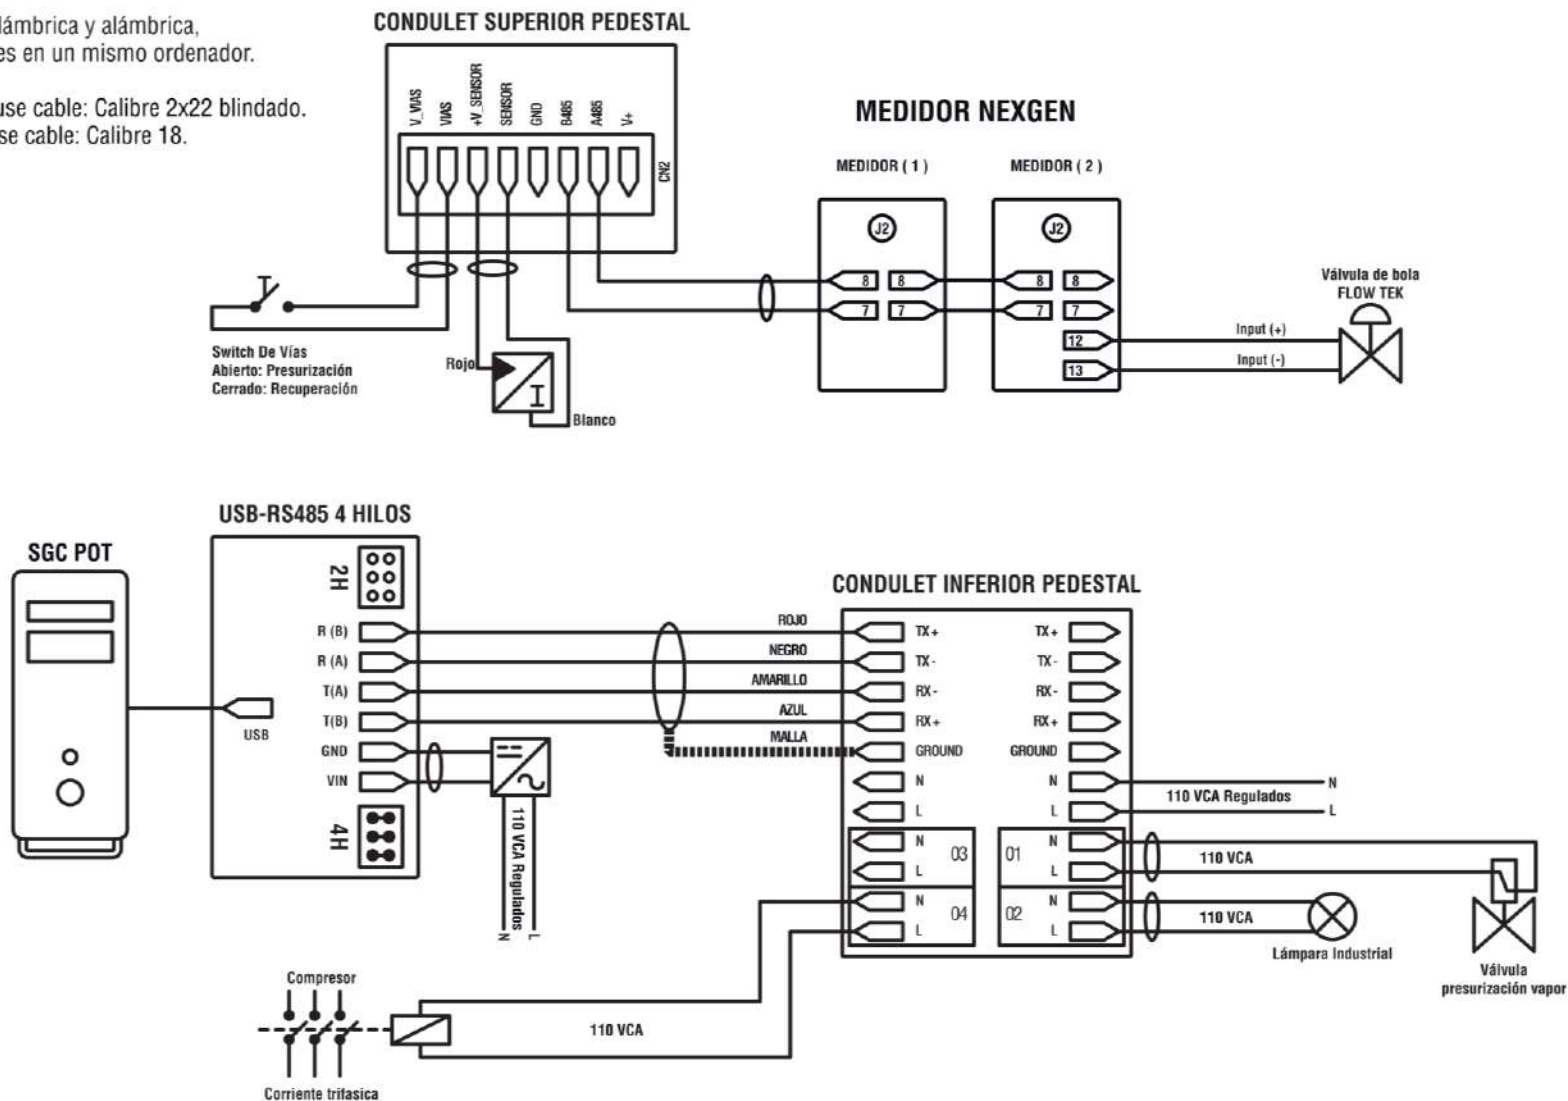 lámbrica y alámbrica,
es en un mismo ordenador.
use cable: Calibre 2x22 blindado.
se cable: Calibre 18.
CONDULET SUPERIOR PEDESTAL
V_VIAS
VIAS
+V_SENSOR
SENSOR
GND
B485
A485
V+
CN2
MEDIDOR NEXGEN
MEDIDOR ( 1 )
MEDIDOR ( 2 )
J2
J2
8
8
8
8
7
7
7
7
12
13
Input (+)
Input (-)
Válvula de bola
FLOW TEK
Switch De Vías
Abierto: Presurización
Cerrado: Recuperación
Rojo
I
Blanco
SGC POT
USB-RS485 4 HILOS
2H
R (B)
R (A)
T(A)
T(B)
GND
VIN
USB
4H
110 VCA Regulados
N
L
ROJO
NEGRO
AMARILLO
AZUL
MALLA
CONDULET INFERIOR PEDESTAL
TX+
TX+
TX-
TX-
RX-
RX-
RX+
RX+
GROUND
GROUND
N
N
L
L
N
03
L
01
N
L
N
04
L
02
N
L
110 VCA Regulados
N
L
110 VCA
110 VCA
Lámpara Industrial
Válvula
presurización vapor
Compresor
110 VCA
Corriente trifasica